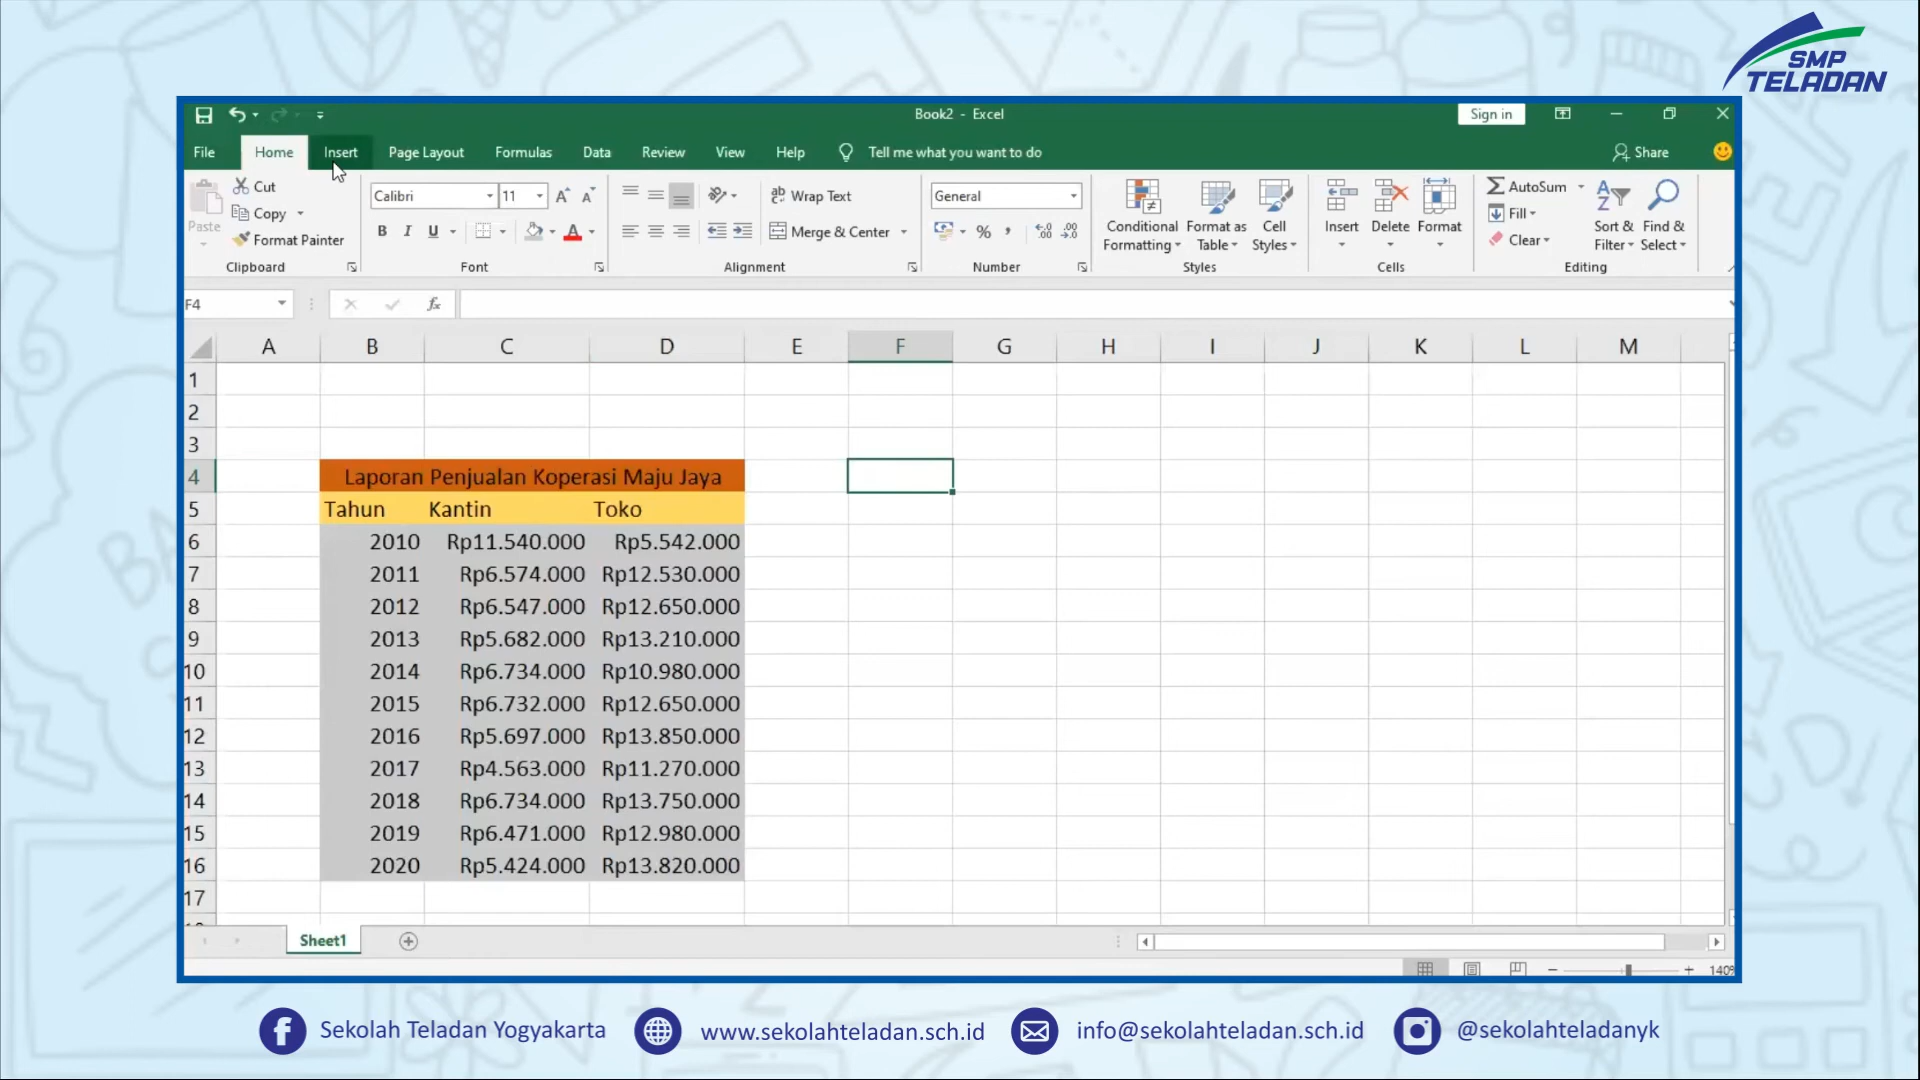 SMP
TELADAN
Book2 - Excel
Sign in
File Home Insert Page Layout Formulas Data Review View Help Tell me what you want to do Share
Paste
Cut
Copy
Format Painter
Clipboard
Calibri 11
B I U
Font
Wrap Text
Merge & Center
Alignment
General
%
Number
Conditional Formatting
Format as Table
Cell Styles
Styles
Insert
Delete
Format
Cells
AutoSum
Fill
Clear
Sort & Filter
Find & Select
Editing
F4
fx
A B C D E F G H I J K L M
1
2
3
4 Laporan Penjualan Koperasi Maju Jaya
5 Tahun Kantin Toko
6 2010 Rp11.540.000 Rp5.542.000
7 2011 Rp6.574.000 Rp12.530.000
8 2012 Rp6.547.000 Rp12.650.000
9 2013 Rp5.682.000 Rp13.210.000
10 2014 Rp6.734.000 Rp10.980.000
11 2015 Rp6.732.000 Rp12.650.000
12 2016 Rp5.697.000 Rp13.850.000
13 2017 Rp4.563.000 Rp11.270.000
14 2018 Rp6.734.000 Rp13.750.000
15 2019 Rp6.471.000 Rp12.980.000
16 2020 Rp5.424.000 Rp13.820.000
17
Sheet1
140%
Sekolah Teladan Yogyakarta
www.sekolahteladan.sch.id
info@sekolahteladan.sch.id
@sekolahteladanyk